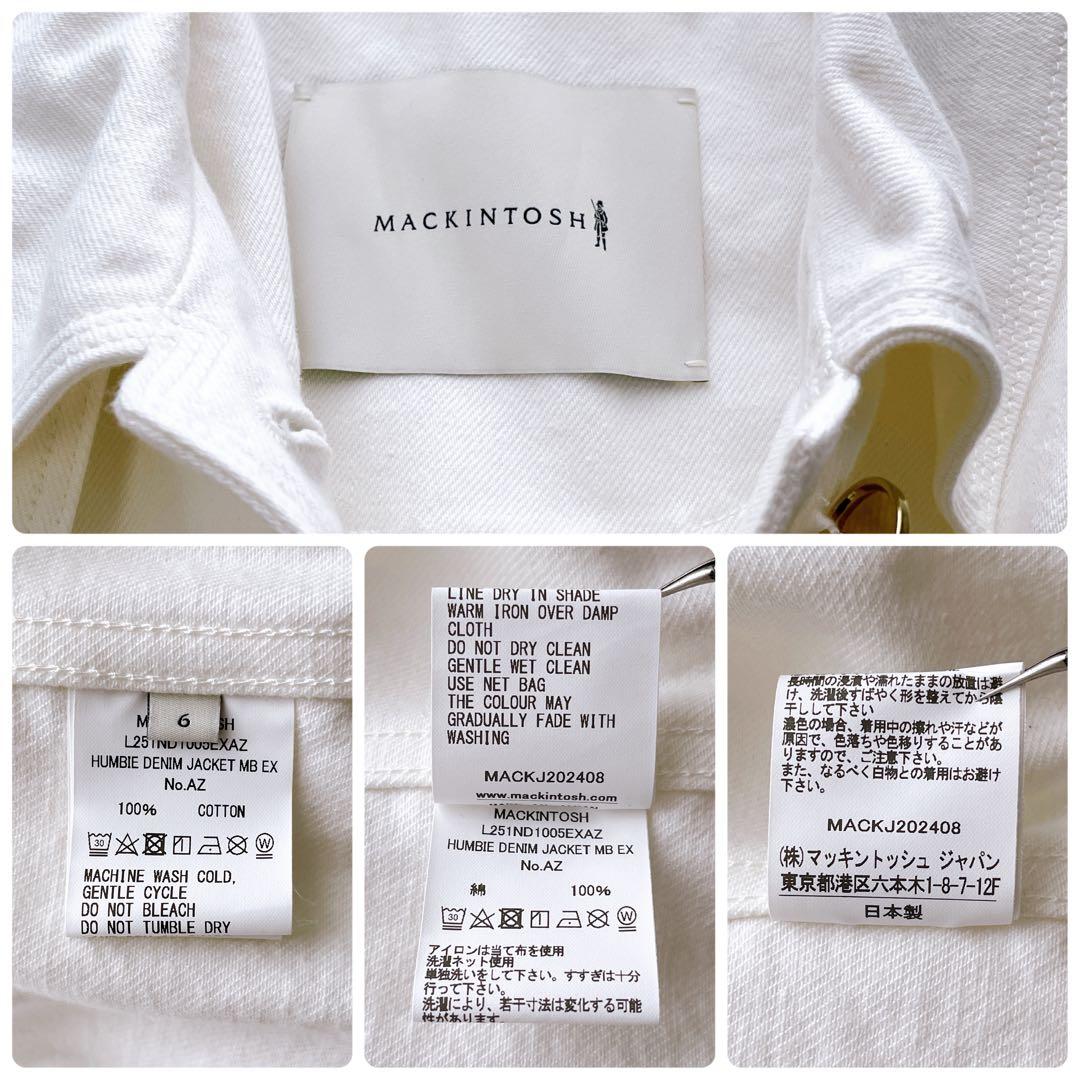 MACKINTOSH
6
L251ND1005EXAZ
HUMBIE DENIM JACKET MB EX
No.AZ
100% COTTON
30 W
MACHINE WASH COLD,
GENTLE CYCLE
DO NOT BLEACH
DO NOT TUMBLE DRY
LINE DRY IN SHADE
WARM IRON OVER DAMP
CLOTH
DO NOT DRY CLEAN
GENTLE WET CLEAN
USE NET BAG
THE COLOUR MAY
GRADUALLY FADE WITH
WASHING
MACKJ202408
www.mackintosh.com
MACKINTOSH
L251ND1005EXAZ
HUMBIE DENIM JACKET MB EX
No.AZ
綿 100%
30 W
アイロンは当て布を使用
洗濯ネット使用
単独洗いをして下さい。すすぎは十分
行って下さい。
洗濯により、若干寸法は変化する可能
性があります
長時間の浸漬や濡れたままの放置は避
け、洗濯後すばやく形を整えてから陰
干しして下さい
濃色の場合、着用中の擦れや汗などが
原因で、色落ちや色移りすることがあ
りますので、ご注意下さい。
また、なるべく白物との着用はお避け
下さい。
MACKJ202408
(株)マッキントッシュ ジャパン
東京都港区六本木1-8-7-12F
日本製